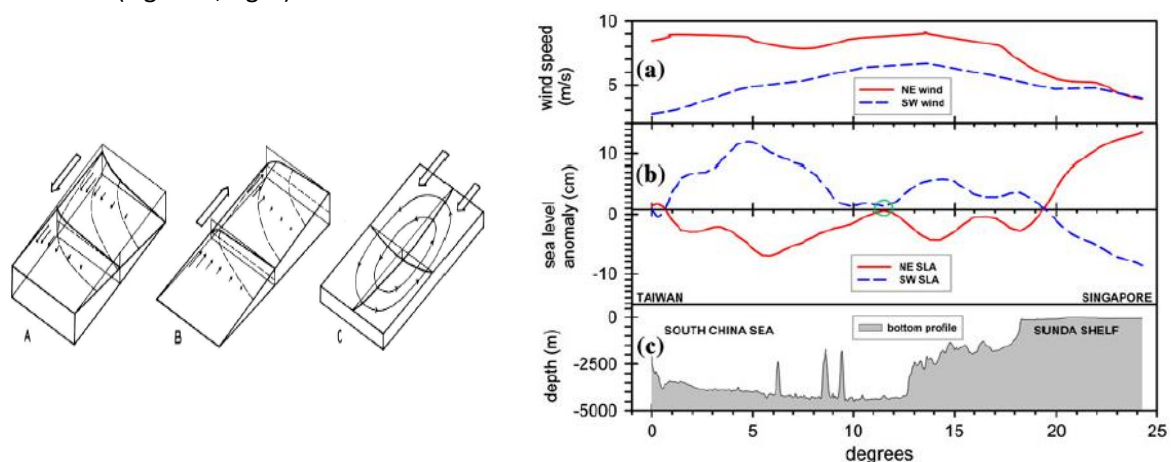 A
B
C
wind speed
(m/s)
10
5
(a)
NE wind
SW wind
sea level
anomaly (cm)
10
0
-10
(b)
NE SLA
SW SLA
TAIWAN
SINGAPORE
depth (m)
0
-2500
-5000
SOUTH CHINA SEA
bottom profile
SUNDA SHELF
(c)
0 5 10 15 20 25
degrees